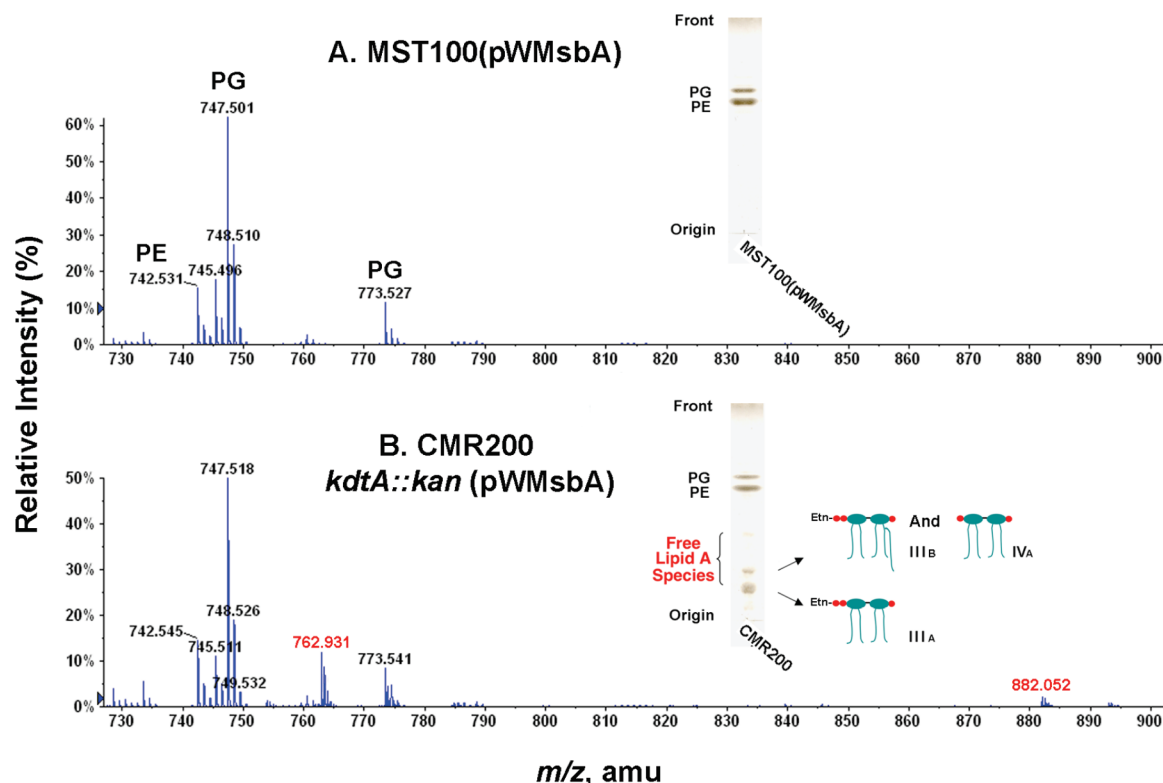 Relative Intensity (%)
A. MST100(pWMsbA)
PG
747.501
60%
50%
40%
30%
20%
10%
0%
748.510
PE
745.496
742.531
PG
773.527
730 740 750 760 770 780 790 800 810 820 830 840 850 860 870 880 890 900
Front
PG
PE
Origin
MST100(pWMsbA)
B. CMR200
kdtA::kan (pWMsbA)
747.518
50%
40%
30%
20%
10%
0%
748.526
742.545
745.511
749.532
762.931
773.541
882.052
730 740 750 760 770 780 790 800 810 820 830 840 850 860 870 880 890 900
Front
PG
PE
Free
Lipid A
Species
Origin
CMR200
Etn- And
IIIB IVA
Etn-
IIIA
m/z, amu